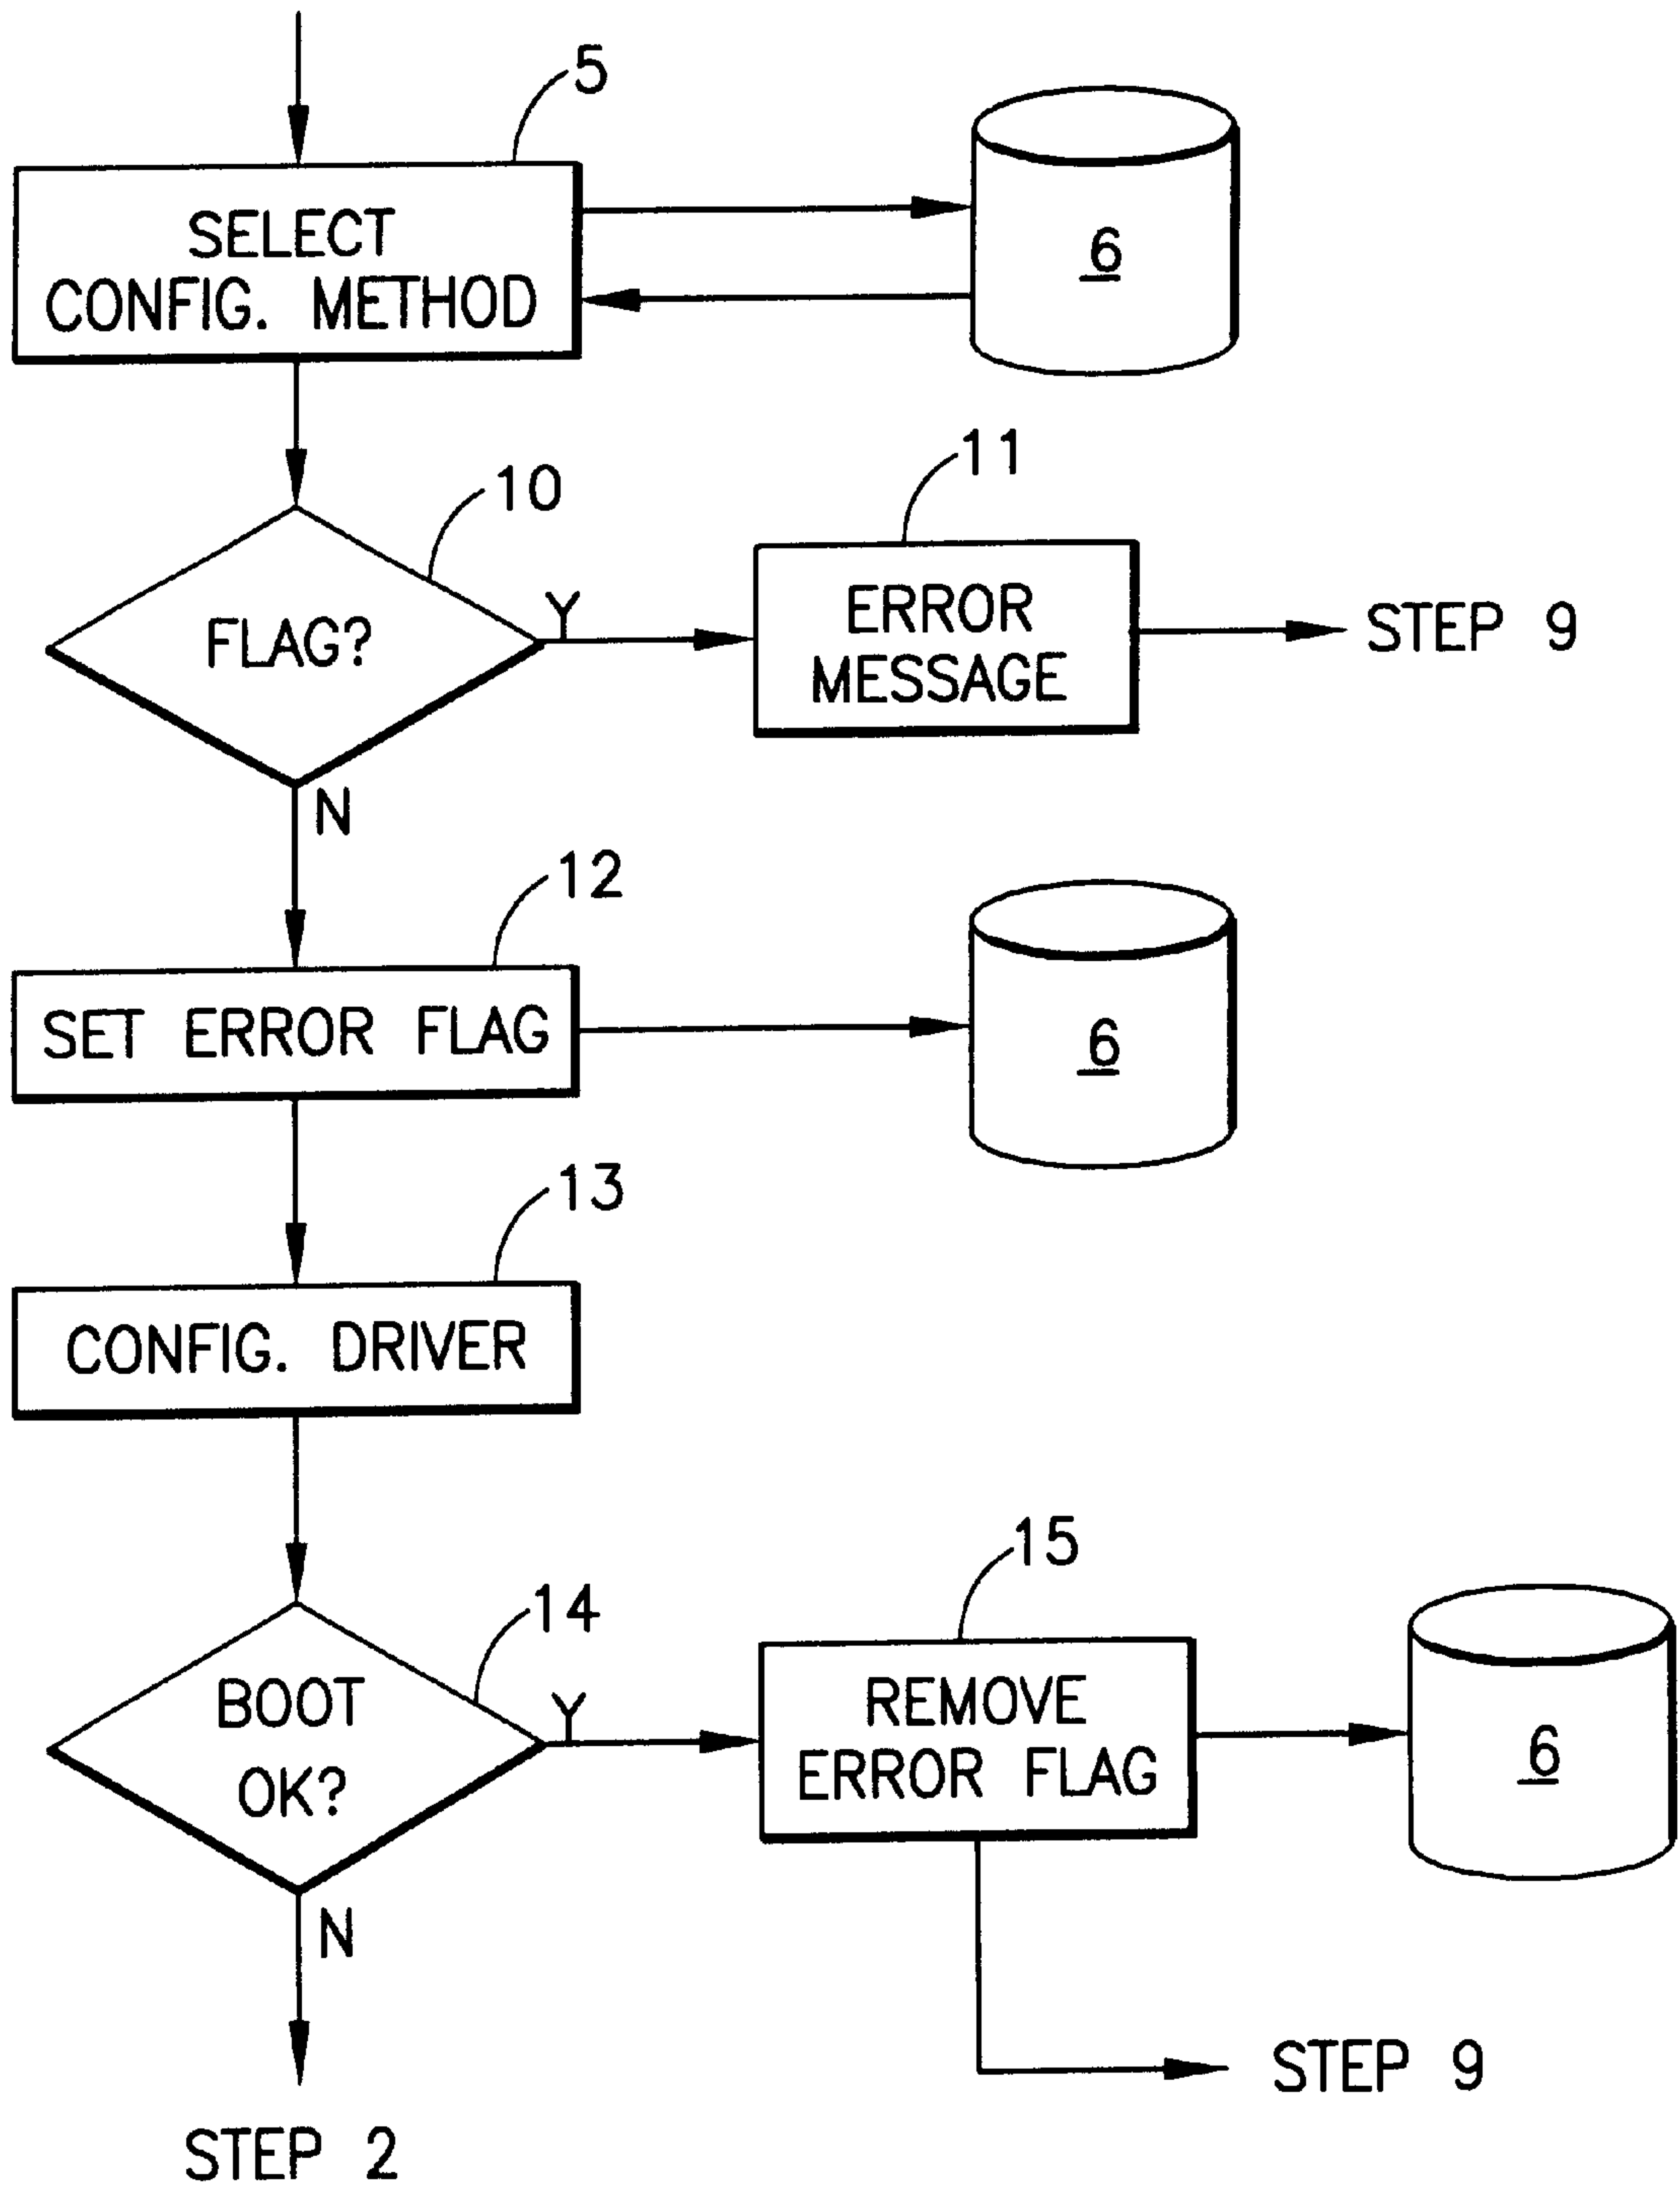 5
SELECT
CONFIG. METHOD
6
10
FLAG?
Y
N
11
ERROR
MESSAGE
STEP 9
12
SET ERROR FLAG
6
13
CONFIG. DRIVER
14
BOOT
OK?
Y
N
15
REMOVE
ERROR FLAG
6
STEP 9
STEP 2